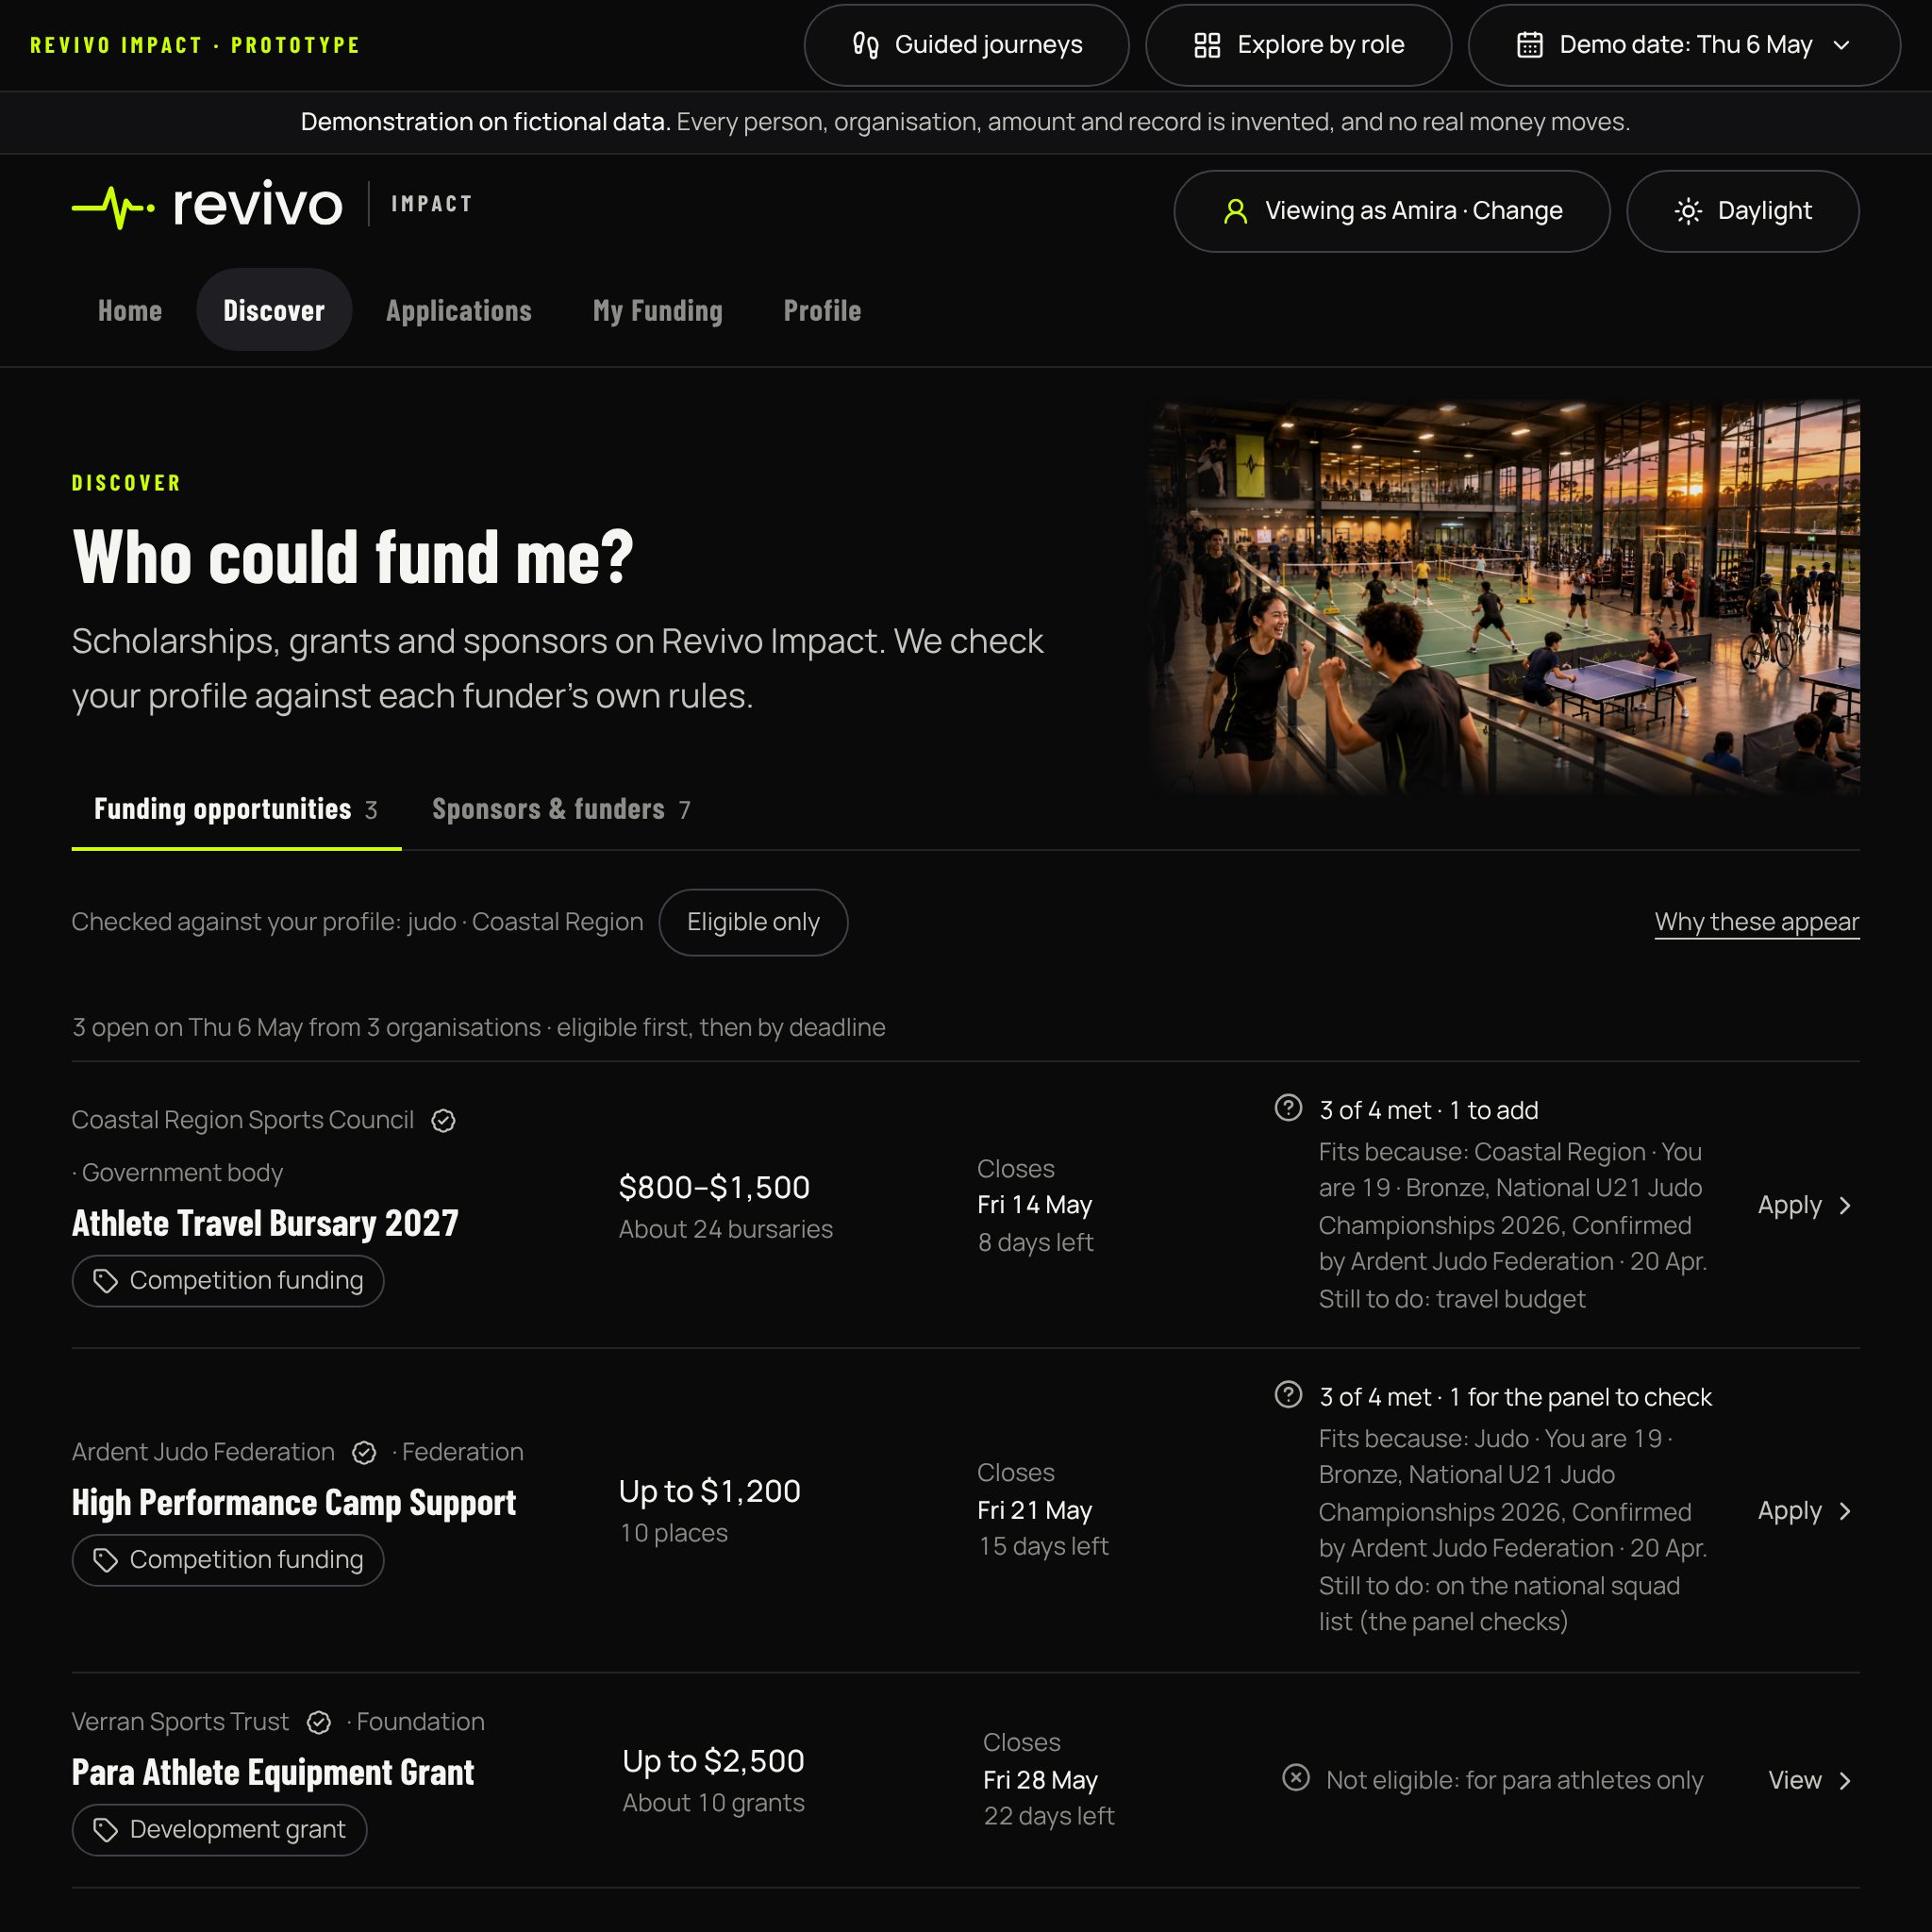 REVIVO IMPACT · PROTOTYPE
Guided journeys
Explore by role
Demo date: Thu 6 May
Demonstration on fictional data. Every person, organisation, amount and record is invented, and no real money moves.
revivo
IMPACT
Viewing as Amira · Change
Daylight
Home
Discover
Applications
My Funding
Profile
DISCOVER
Who could fund me?
Scholarships, grants and sponsors on Revivo Impact. We check
your profile against each funder’s own rules.
Funding opportunities 3
Sponsors & funders 7
Checked against your profile: judo · Coastal Region
Eligible only
Why these appear
3 open on Thu 6 May from 3 organisations · eligible first, then by deadline
Coastal Region Sports Council
· Government body
Athlete Travel Bursary 2027
Competition funding
$800–$1,500
About 24 bursaries
Closes
Fri 14 May
8 days left
3 of 4 met · 1 to add
Fits because: Coastal Region · You
are 19 · Bronze, National U21 Judo
Championships 2026, Confirmed
by Ardent Judo Federation · 20 Apr.
Still to do: travel budget
Apply
Ardent Judo Federation · Federation
High Performance Camp Support
Competition funding
Up to $1,200
10 places
Closes
Fri 21 May
15 days left
3 of 4 met · 1 for the panel to check
Fits because: Judo · You are 19 ·
Bronze, National U21 Judo
Championships 2026, Confirmed
by Ardent Judo Federation · 20 Apr.
Still to do: on the national squad
list (the panel checks)
Apply
Verran Sports Trust · Foundation
Para Athlete Equipment Grant
Development grant
Up to $2,500
About 10 grants
Closes
Fri 28 May
22 days left
Not eligible: for para athletes only
View